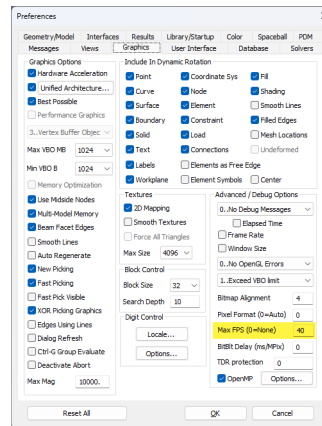 Preferences
Geometry/Model Interfaces Results Library/Startup Color Spaceball PDM
Messages Views Graphics User Interface Database Solvers
Graphics Options
Hardware Acceleration
Unified Architecture...
Best Possible
Performance Graphics
3..Vertex Buffer Objec
Max VBO MB 1024
Min VBO B 1024
Memory Optimization
Use Midside Nodes
Multi-Model Memory
Beam Facet Edges
Smooth Lines
Auto Regenerate
New Picking
Fast Picking
Fast Pick Visible
XOR Picking Graphics
Edges Using Lines
Dialog Refresh
Ctrl-G Group Evaluate
Deactivate Abort
Max Mag 10000.
Include In Dynamic Rotation
Point Coordinate Sys Fill
Curve Node Shading
Surface Element Smooth Lines
Boundary Constraint Filled Edges
Solid Load Mesh Locations
Text Connections Undeformed
Labels Elements as Free Edge
Workplane Element Symbols Center
Textures
2D Mapping
Smooth Textures
Force All Triangles
Max Size 4096
Block Control
Block Size 32
Search Depth 10
Digit Control
Locale...
Options...
Advanced / Debug Options
0..No Debug Messages
Elapsed Time
Frame Rate
Window Size
0..No OpenGL Errors
1..Exceed VBO limit
Bitmap Alignment 4
Pixel Format (0=Auto) 0
Max FPS (0=None) 40
BitBlt Delay (ms/MPix) 0
TDR protection 0
OpenMP Options...
Reset All OK Cancel